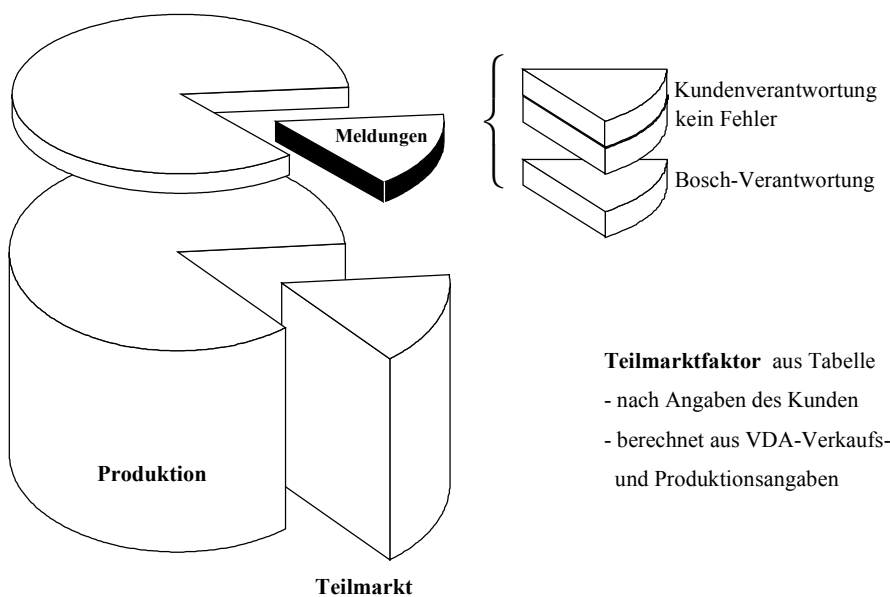 Kundenverantwortung
kein Fehler
Meldungen
Bosch-Verantwortung
Teilmarktfaktor aus Tabelle
- nach Angaben des Kunden
- berechnet aus VDA-Verkaufs-
und Produktionsangaben
Produktion
Teilmarkt